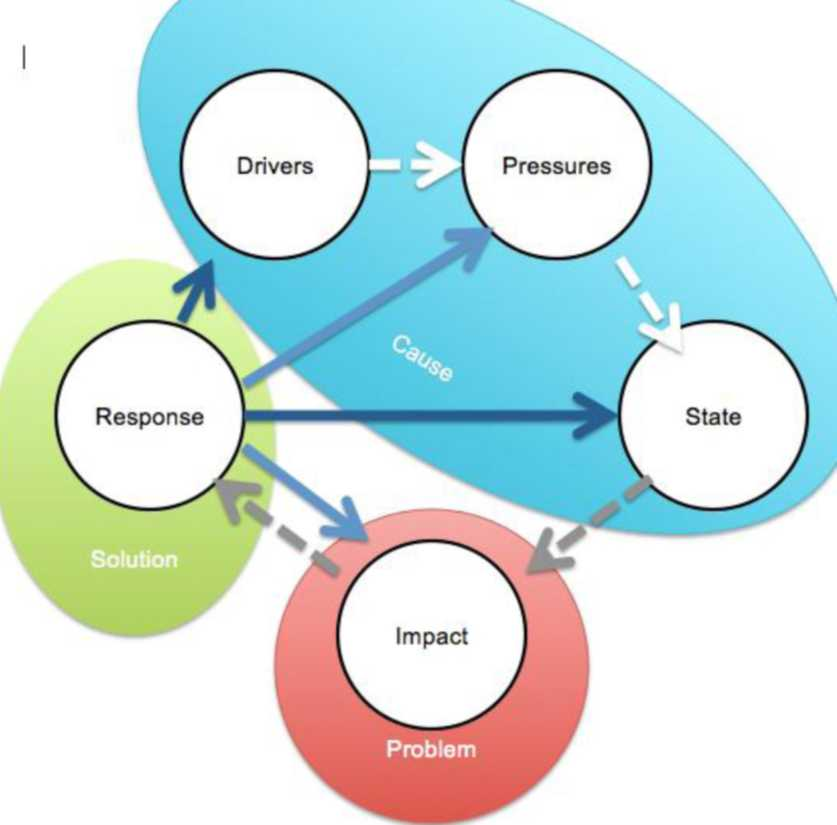 Drivers
Pressures
Cause
Response
State
Solution
Impact
Problem